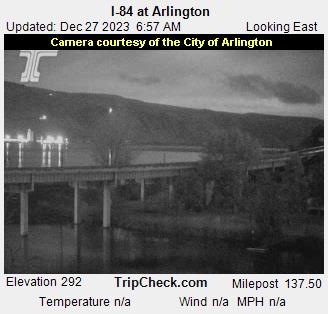 I-84 at Arlington
Updated: Dec 27 2023 6:57 AM Looking East
Camera courtesy of the City of Arlington
Elevation 292 TripCheck.com Milepost 137.50
Temperature n/a Wind n/a MPH n/a